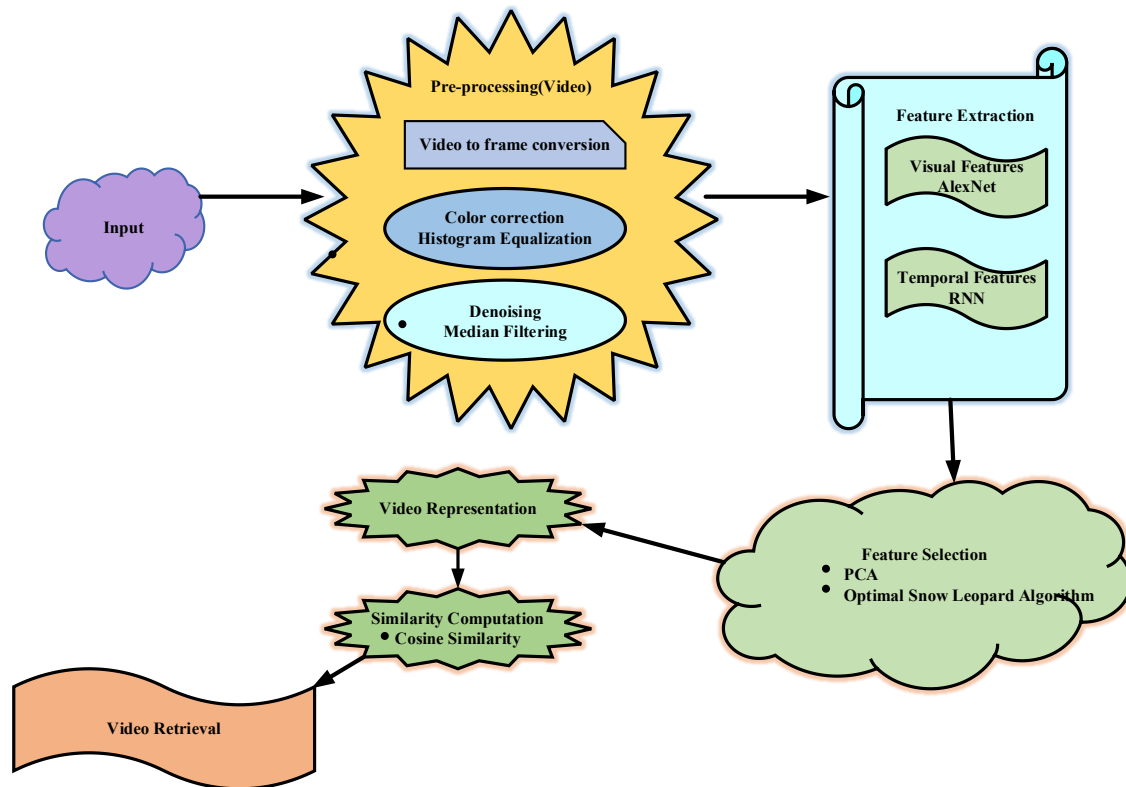 Pre-processing(Video)
Video to frame conversion
Color correction
Histogram Equalization
Denoising
Median Filtering
Input
Feature Extraction
Visual Features
AlexNet
Temporal Features
RNN
Feature Selection
• PCA
• Optimal Snow Leopard Algorithm
Video Representation
Similarity Computation
• Cosine Similarity
Video Retrieval